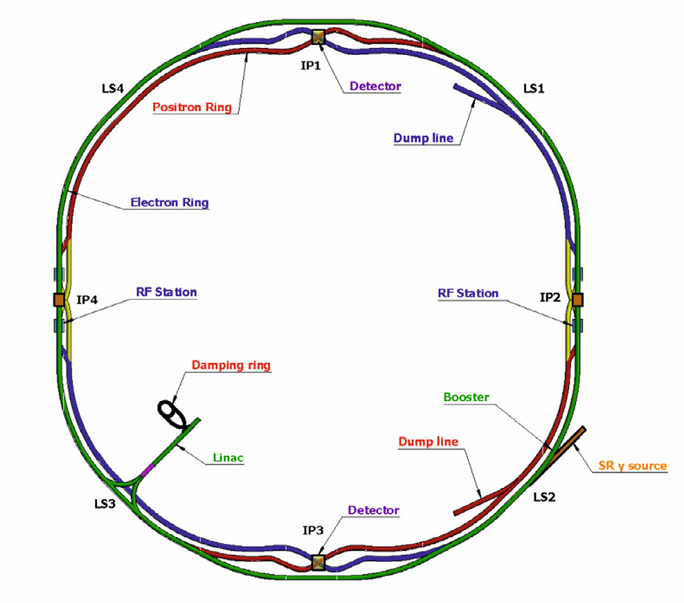 IP1
LS4
LS1
Detector
Positron Ring
Dump line
Electron Ring
IP4
RF Station
RF Station
IP2
Damping ring
Booster
Linac
Dump line
SR γ source
LS3
LS2
Detector
IP3